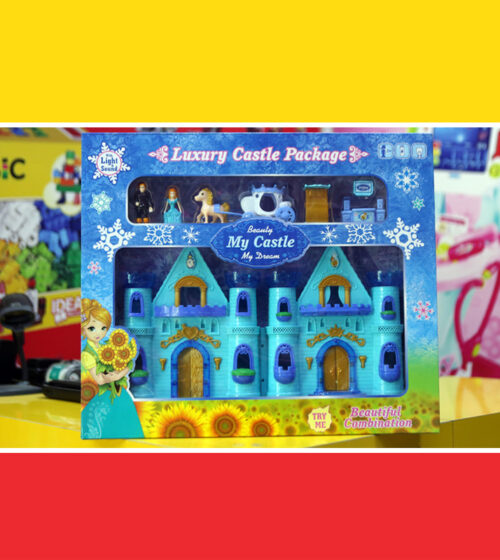 Light
Sound
Luxury Castle Package
Beauty
My Castle
My Dream
TRY
ME
Beautiful
Combination
IDEA